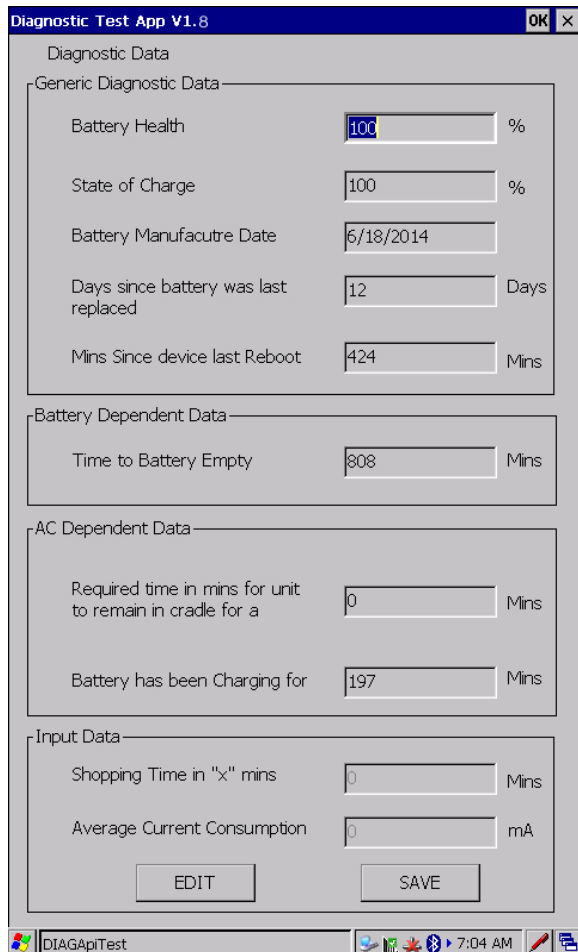 Diagnostic Test App V1.8 OK ×
Diagnostic Data
Generic Diagnostic Data
Battery Health 100 %
State of Charge 100 %
Battery Manufacutre Date 6/18/2014
Days since battery was last replaced 12 Days
Mins Since device last Reboot 424 Mins
Battery Dependent Data
Time to Battery Empty 808 Mins
AC Dependent Data
Required time in mins for unit
to remain in cradle for a 0 Mins
Battery has been Charging for 197 Mins
Input Data
Shopping Time in "x" mins 0 Mins
Average Current Consumption 0 mA
EDIT SAVE
DIAGApiTest 7:04 AM